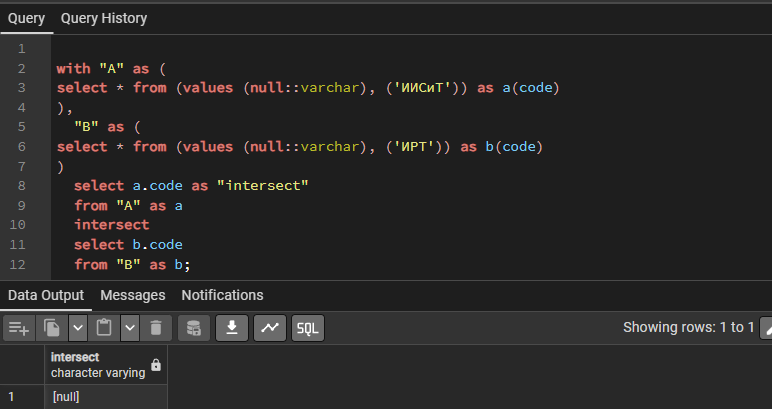 Query Query History
1
2 with "A" as (
3 select * from (values (null::varchar), ('ИИСиТ')) as a(code)
4 ),
5 "B" as (
6 select * from (values (null::varchar), ('ИРТ')) as b(code)
7 )
8 select a.code as "intersect"
9 from "A" as a
10 intersect
11 select b.code
12 from "B" as b;
Data Output Messages Notifications
SQL Showing rows: 1 to 1
intersect
character varying
1 [null]